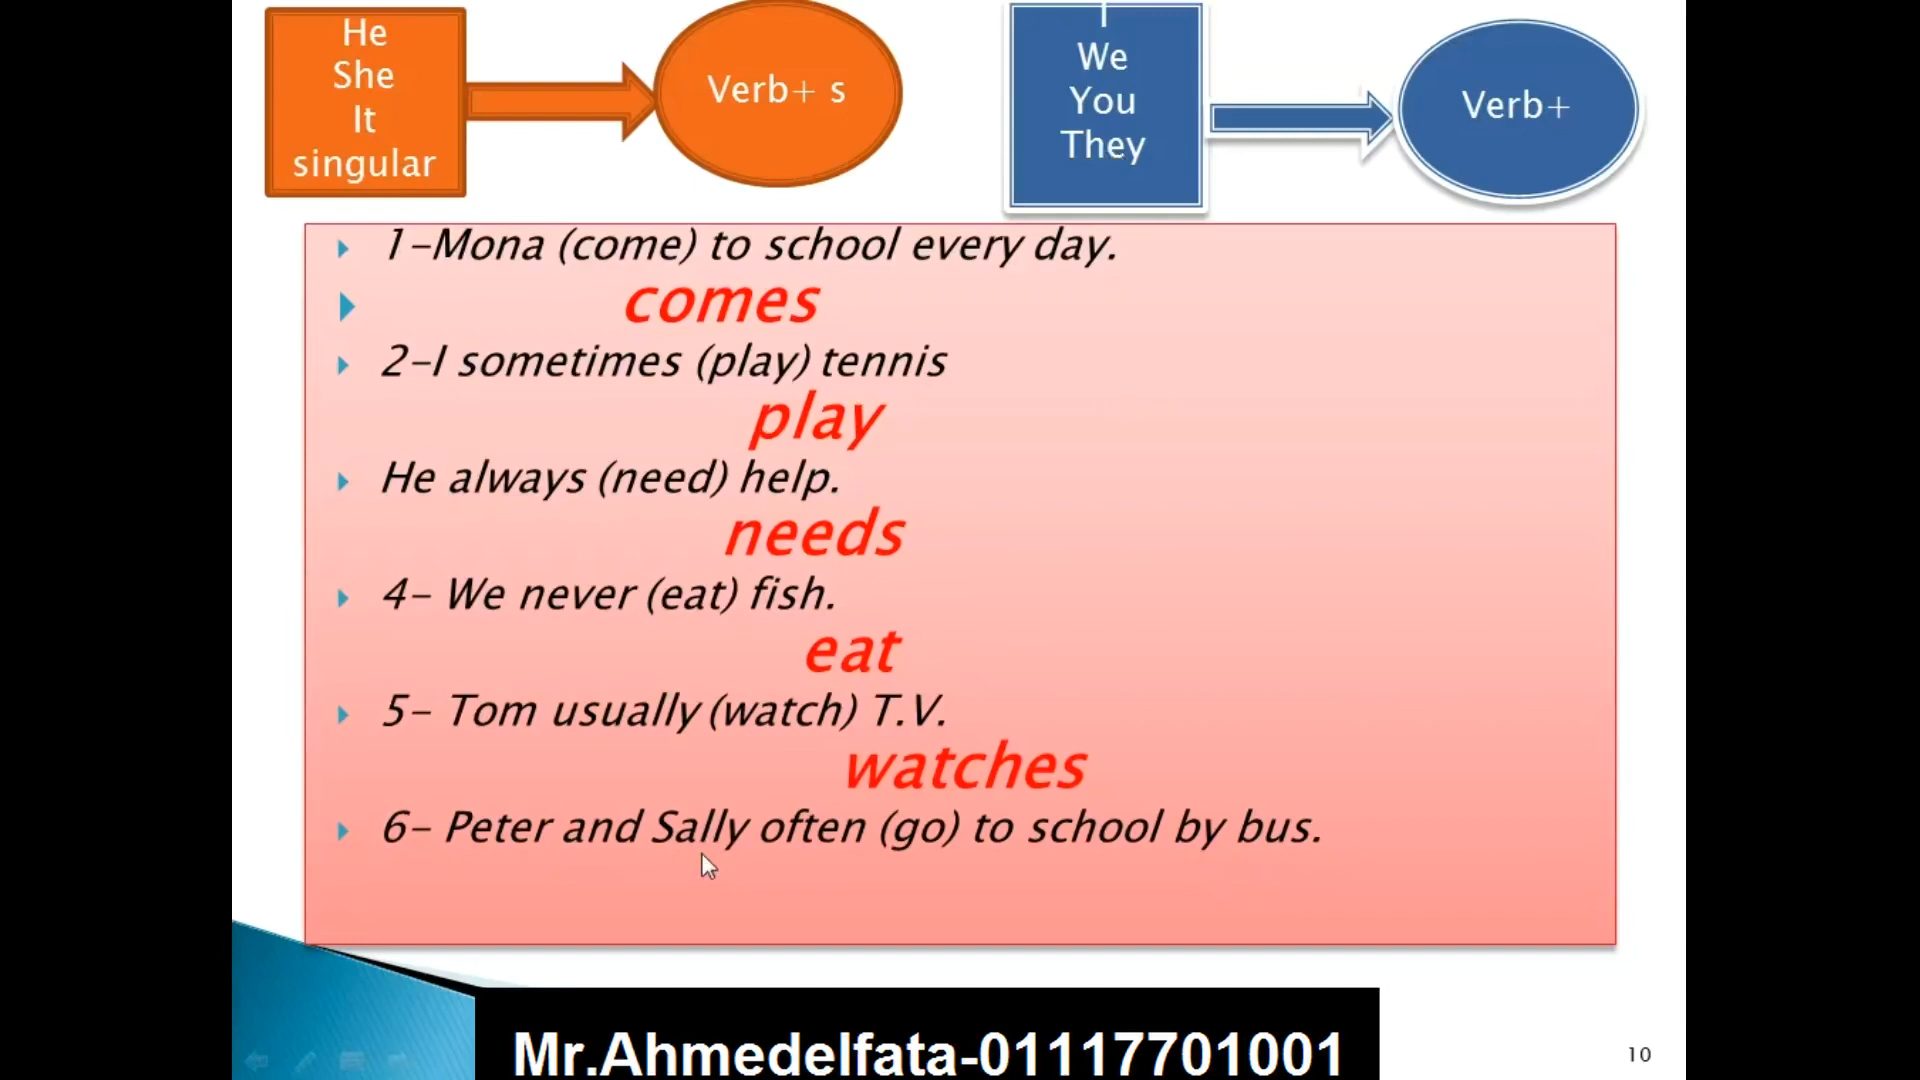 He
She
It
singular
Verb+ s
I
We
You
They
Verb+
1-Mona (come) to school every day.
comes
2-I sometimes (play) tennis
play
He always (need) help.
needs
4- We never (eat) fish.
eat
5- Tom usually (watch) T.V.
watches
6- Peter and Sally often (go) to school by bus.
Mr.Ahmedelfata-01117701001
10